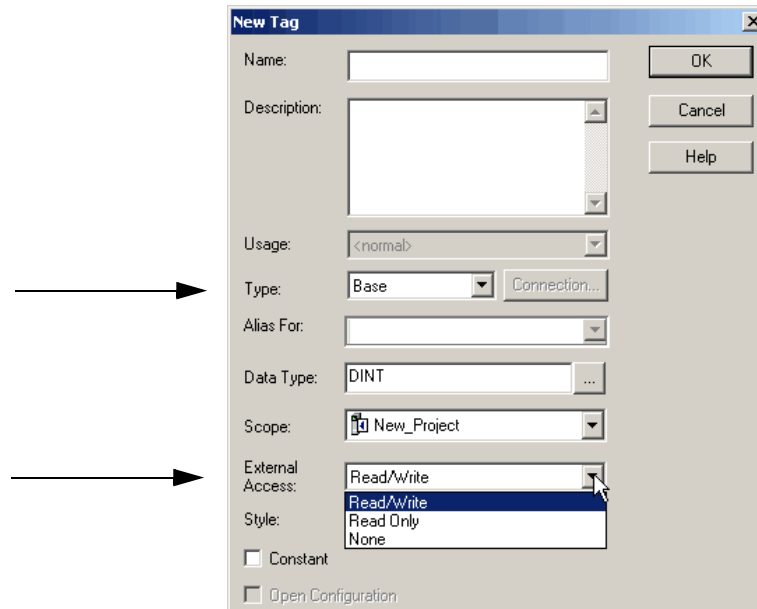 New Tag
Name:
OK
Description:
Cancel
Help
Usage:
<normal>
Type:
Base
Connection...
Alias For:
Data Type:
DINT
...
Scope:
New_Project
External
Access:
Read/Write
Read/Write
Style:
Read Only
None
Constant
Open Configuration